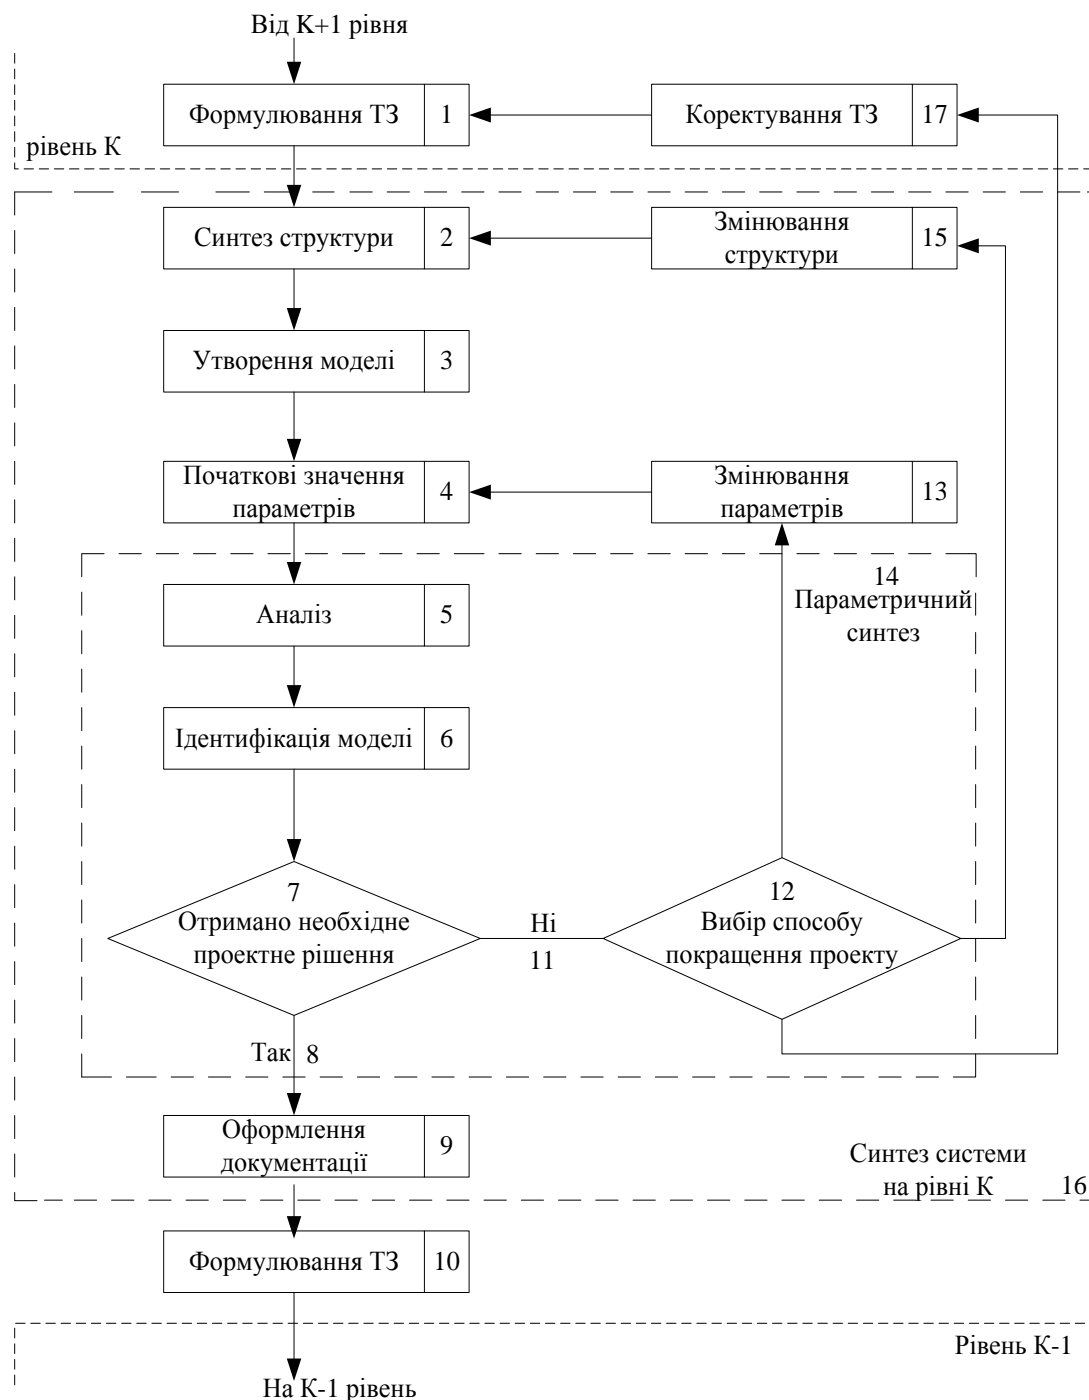 Від K+1 рівня
Формулювання ТЗ
1
Коректування ТЗ
17
рівень К
Синтез структури
2
Змінювання
структури
15
Утворення моделі
3
Початкові значення
параметрів
4
Змінювання
параметрів
13
14
Параметричний
синтез
Аналіз
5
Ідентифікація моделі
6
7
Отримано необхідне
проектне рішення
Ні
11
12
Вибір способу
покращення проекту
Так
8
Оформлення
документації
9
Синтез системи
на рівні К
16
Формулювання ТЗ
10
Рівень К-1
На К-1 рівень